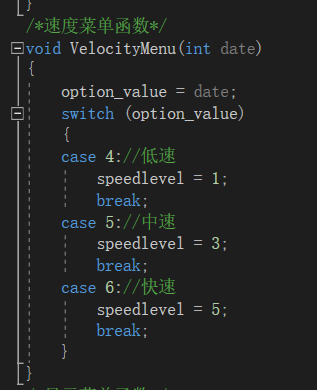 }
/*速度菜单函数*/
void VelocityMenu(int date)
{
option_value = date;
switch (option_value)
{
case 4://低速
speedlevel = 1;
break;
case 5://中速
speedlevel = 3;
break;
case 6://快速
speedlevel = 5;
break;
}
}